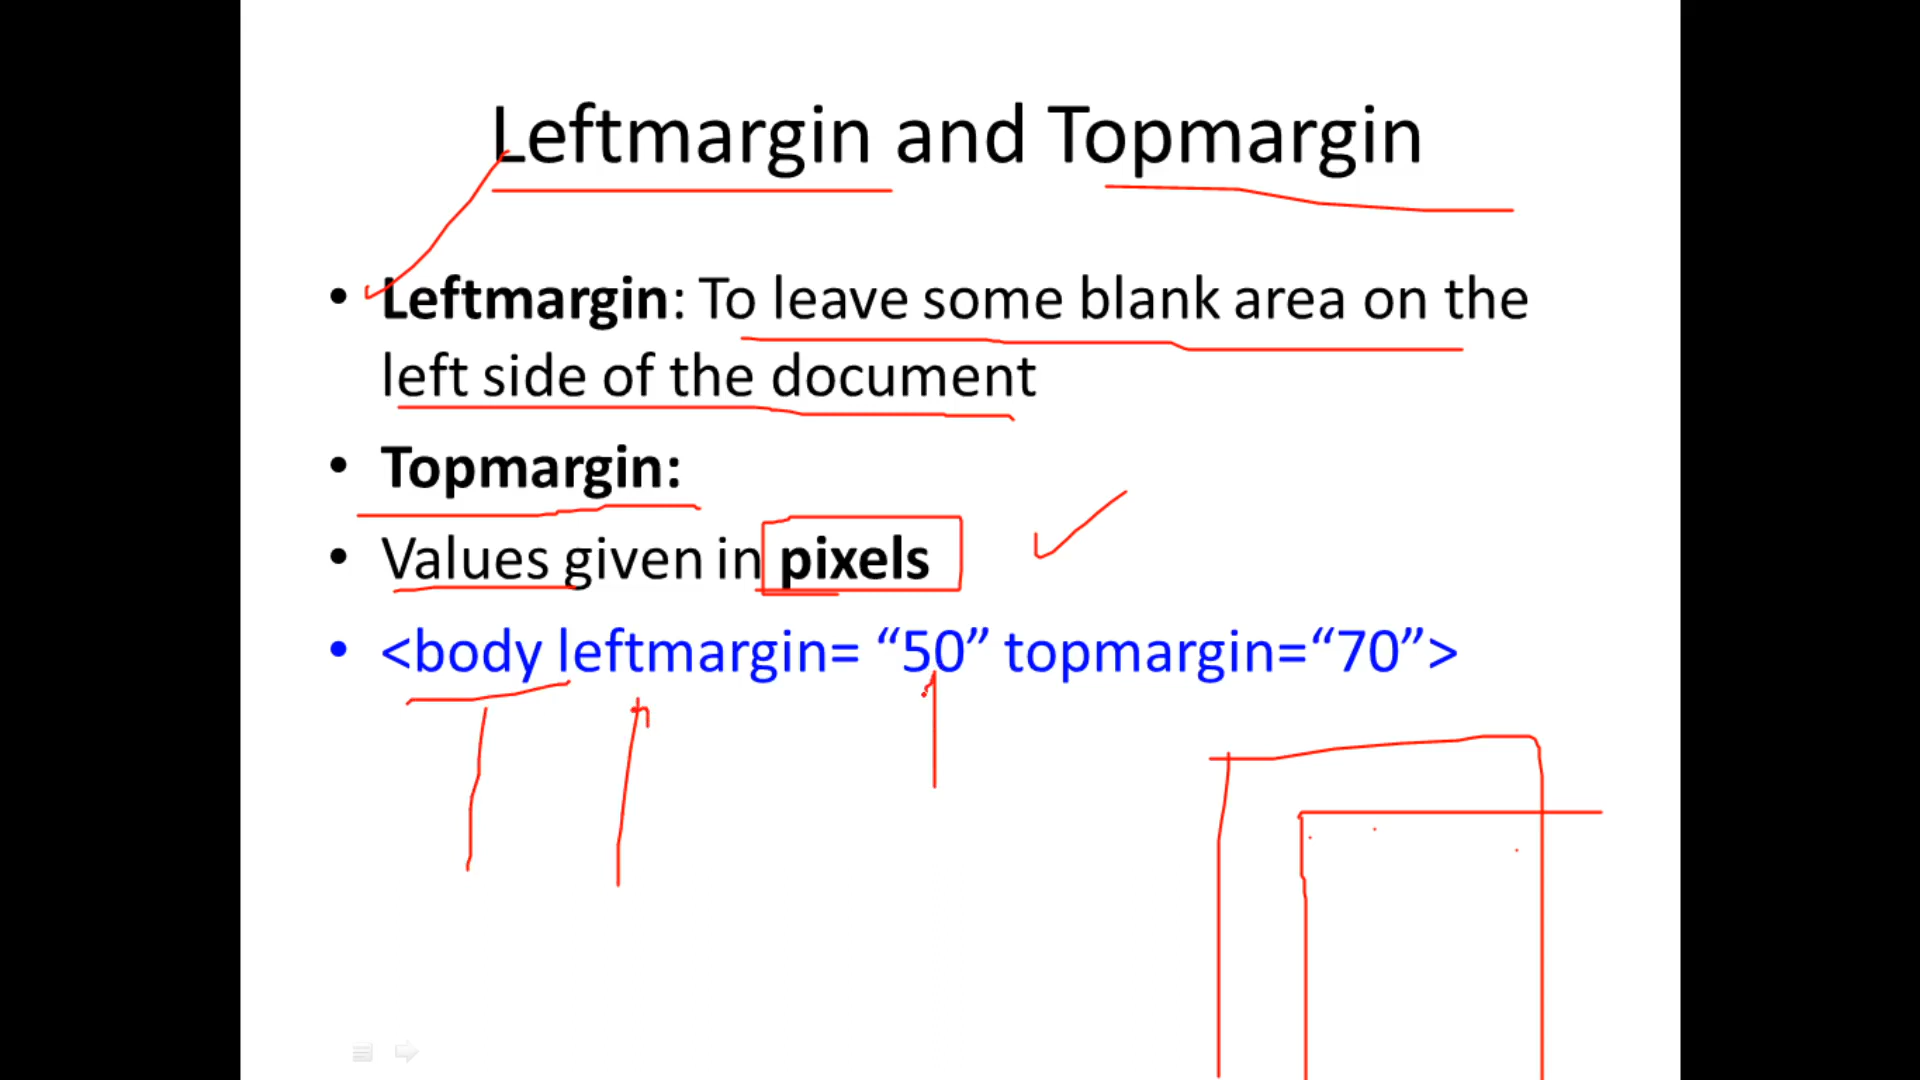 Leftmargin and Topmargin
• Leftmargin: To leave some blank area on the
left side of the document
• Topmargin:
• Values given in pixels
• <body leftmargin= “50” topmargin=“70”>